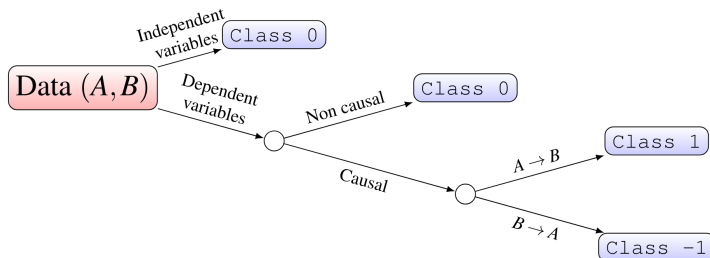 Independent
variables
Class 0
Data (A, B)
Dependent
variables
Class 0
Non causal
Class 1
A → B
Causal
B → A
Class -1